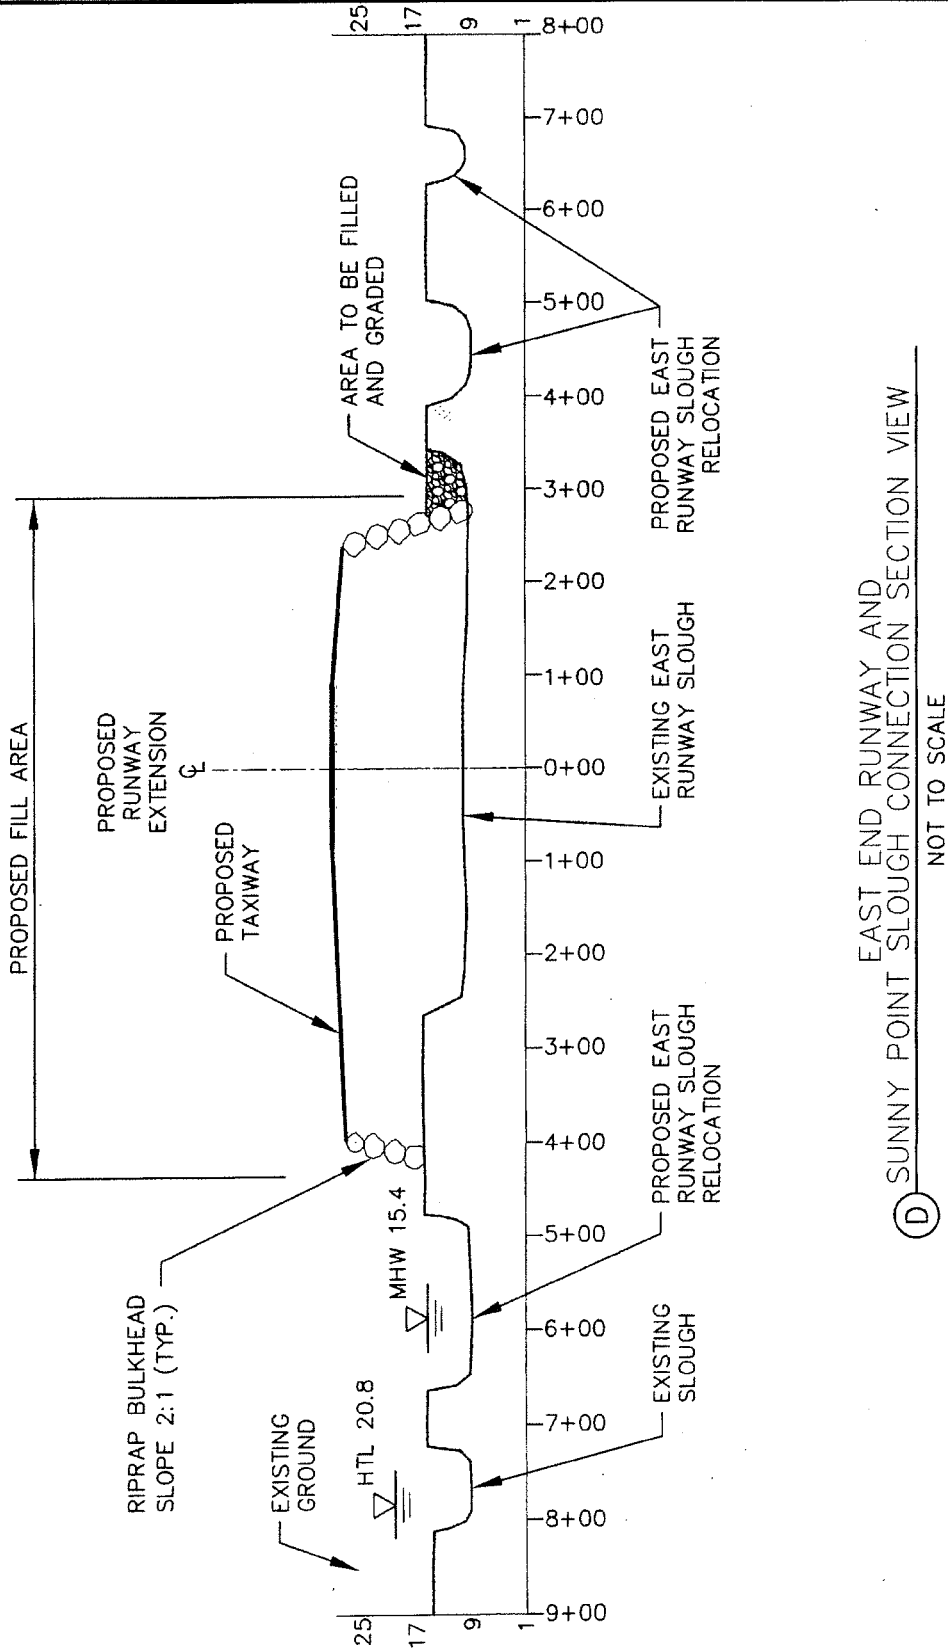 PROPOSED FILL AREA
PROPOSED
RUNWAY
EXTENSION
℄
PROPOSED
TAXIWAY
RIPRAP BULKHEAD
SLOPE 2:1 (TYP.)
EXISTING
GROUND
HTL 20.8
MHW 15.4
AREA TO BE FILLED
AND GRADED
25
17
9
1
25
17
9
1
9+00
8+00
7+00
6+00
5+00
4+00
3+00
2+00
1+00
0+00
1+00
2+00
3+00
4+00
5+00
6+00
7+00
8+00
EXISTING
SLOUGH
PROPOSED EAST
RUNWAY SLOUGH
RELOCATION
EXISTING EAST
RUNWAY SLOUGH
PROPOSED EAST
RUNWAY SLOUGH
RELOCATION
D
EAST END RUNWAY AND
SUNNY POINT SLOUGH CONNECTION SECTION VIEW
NOT TO SCALE